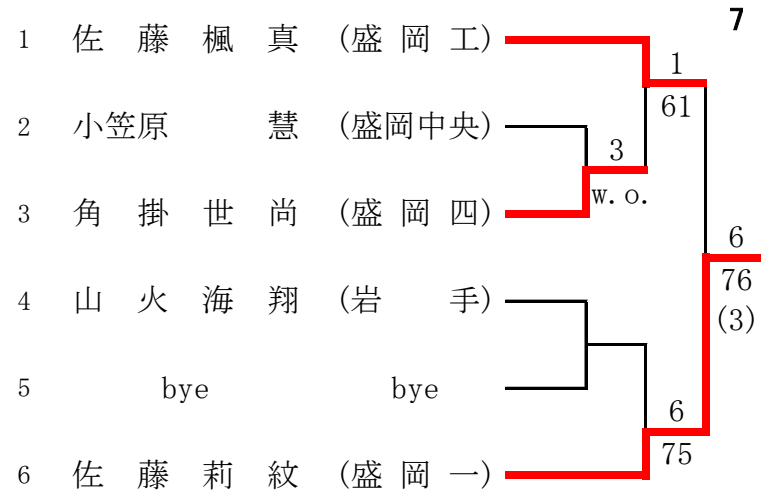 7
1 佐藤楓真 (盛岡工)
1
61
2 小笠原 慧 (盛岡中央)
3
w.o.
3 角掛世尚 (盛岡四)
6
76
(3)
4 山火海翔 (岩手)
5 bye bye
6
75
6 佐藤莉紋 (盛岡一)